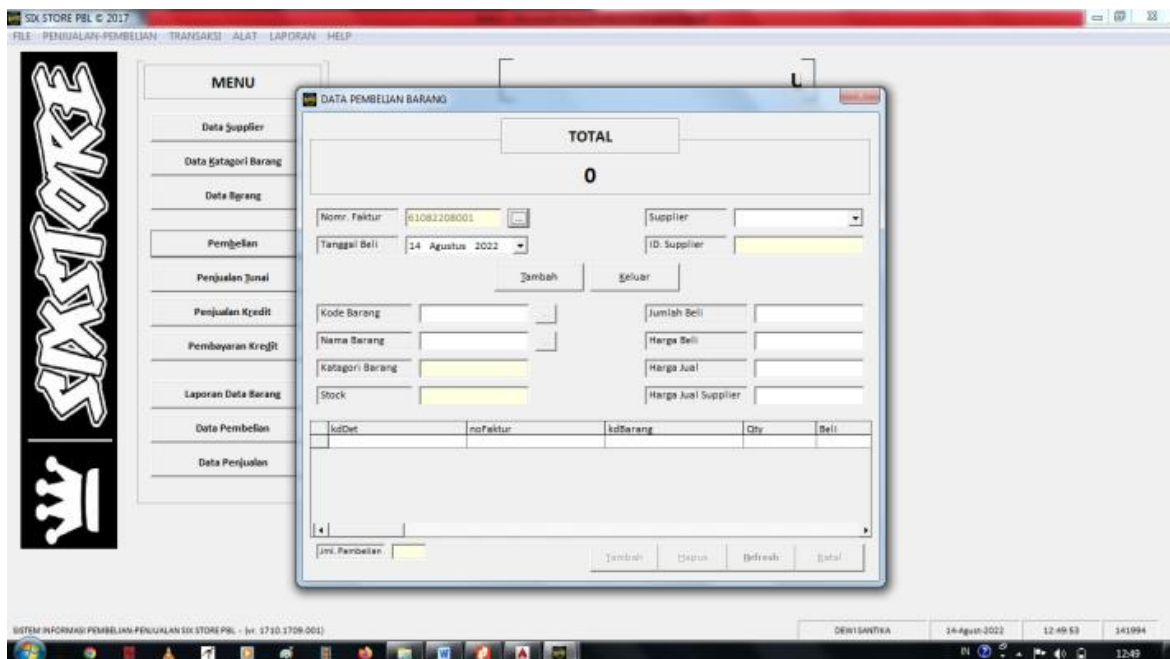 SIX STORE PBL © 2017
FILE PENJUALAN-PEMBELIAN TRANSAKSI ALAT LAPORAN HELP
SIXSTORE
MENU
Data Supplier
Data Katagori Barang
Data Barang
Pembelian
Penjualan Tunai
Penjualan Kredit
Pembayaran Kredit
Laporan Data Barang
Data Pembelian
Data Penjualan
DATA PEMBELIAN BARANG
TOTAL
0
Nomr. Faktur 61082208001 ... Supplier
Tanggal Beli 14 Agustus 2022 ID. Supplier
Tambah Keluar
Kode Barang Jumlah Beli
Nama Barang Harga Beli
Katagori Barang Harga Jual
Stock Harga Jual Supplier
kdDet noFaktur kdBarang Qty Beli
Jml. Pembelian Tambah Hapus Refresh Batal
SISTEM INFORMASI PEMBELIAN-PENJUALAN SIX STORE PBL - (vr. 1710.1709.001) DEWI SANTIKA 14-Agust-2022 12:49:53 141994
IN 12:49